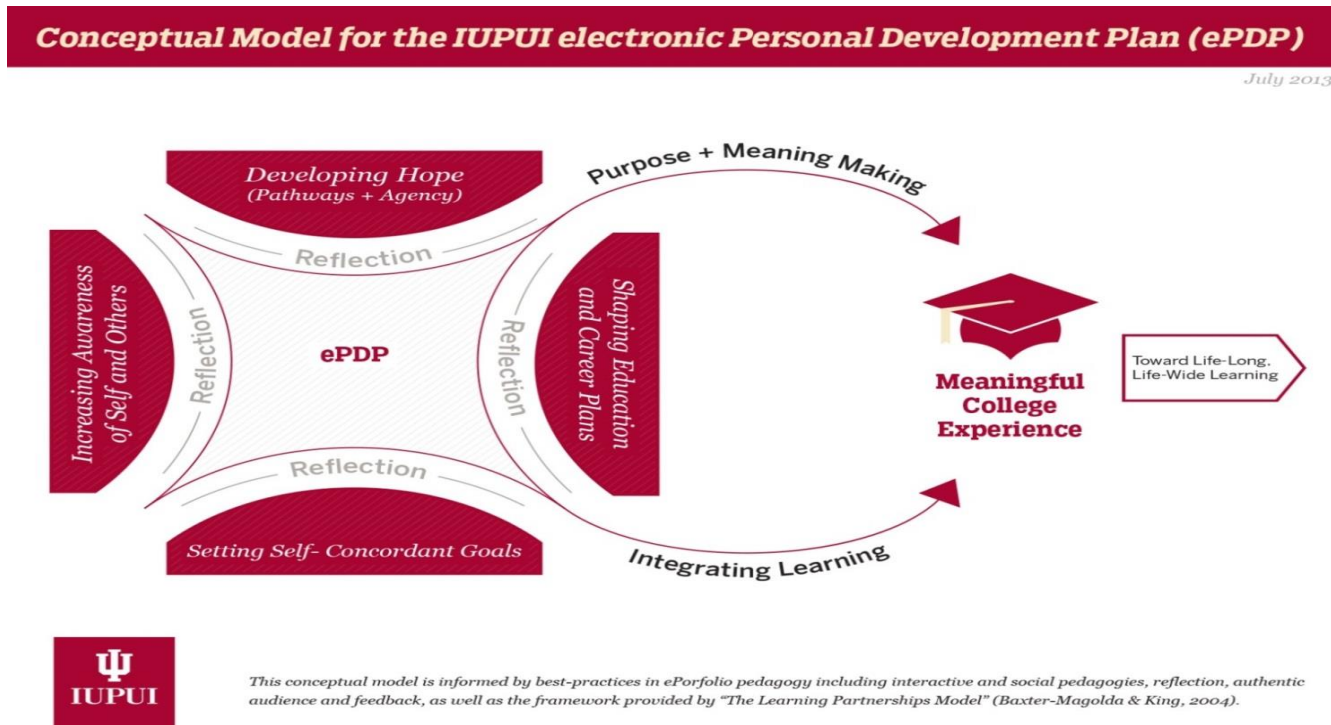 Conceptual Model for the IUPUI electronic Personal Development Plan (ePDP)
July 2013
Developing Hope
(Pathways + Agency)
Reflection
Increasing Awareness
of Self and Others
Reflection
ePDP
Reflection
Shaping Education
and Career Plans
Reflection
Setting Self- Concordant Goals
Purpose + Meaning Making
Integrating Learning
Meaningful
College
Experience
Toward Life-Long,
Life-Wide Learning
IUPUI
This conceptual model is informed by best-practices in ePorfolio pedagogy including interactive and social pedagogies, reflection, authentic
audience and feedback, as well as the framework provided by “The Learning Partnerships Model” (Baxter-Magolda & King, 2004).